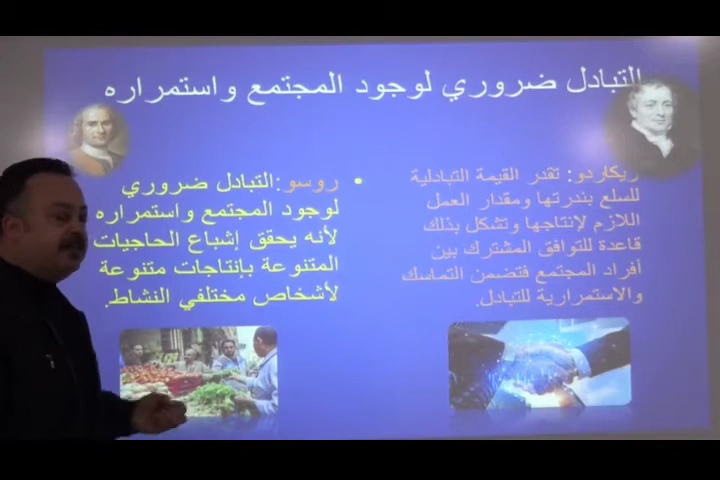 التبادل ضروري لوجود المجتمع واستمراره
ريكاردو: تقدر القيمة التبادلية
للسلع بندرتها ومقدار العمل
اللازم لإنتاجها وتشكل بذلك
قاعدة للتوافق المشترك بين
أفراد المجتمع فتضمن التماسك
والاستمرارية للتبادل.
• روسو: التبادل ضروري
لوجود المجتمع واستمراره
لأنه يحقق إشباع الحاجيات
المتنوعة بإنتاجات متنوعة
لأشخاص مختلفي النشاط.